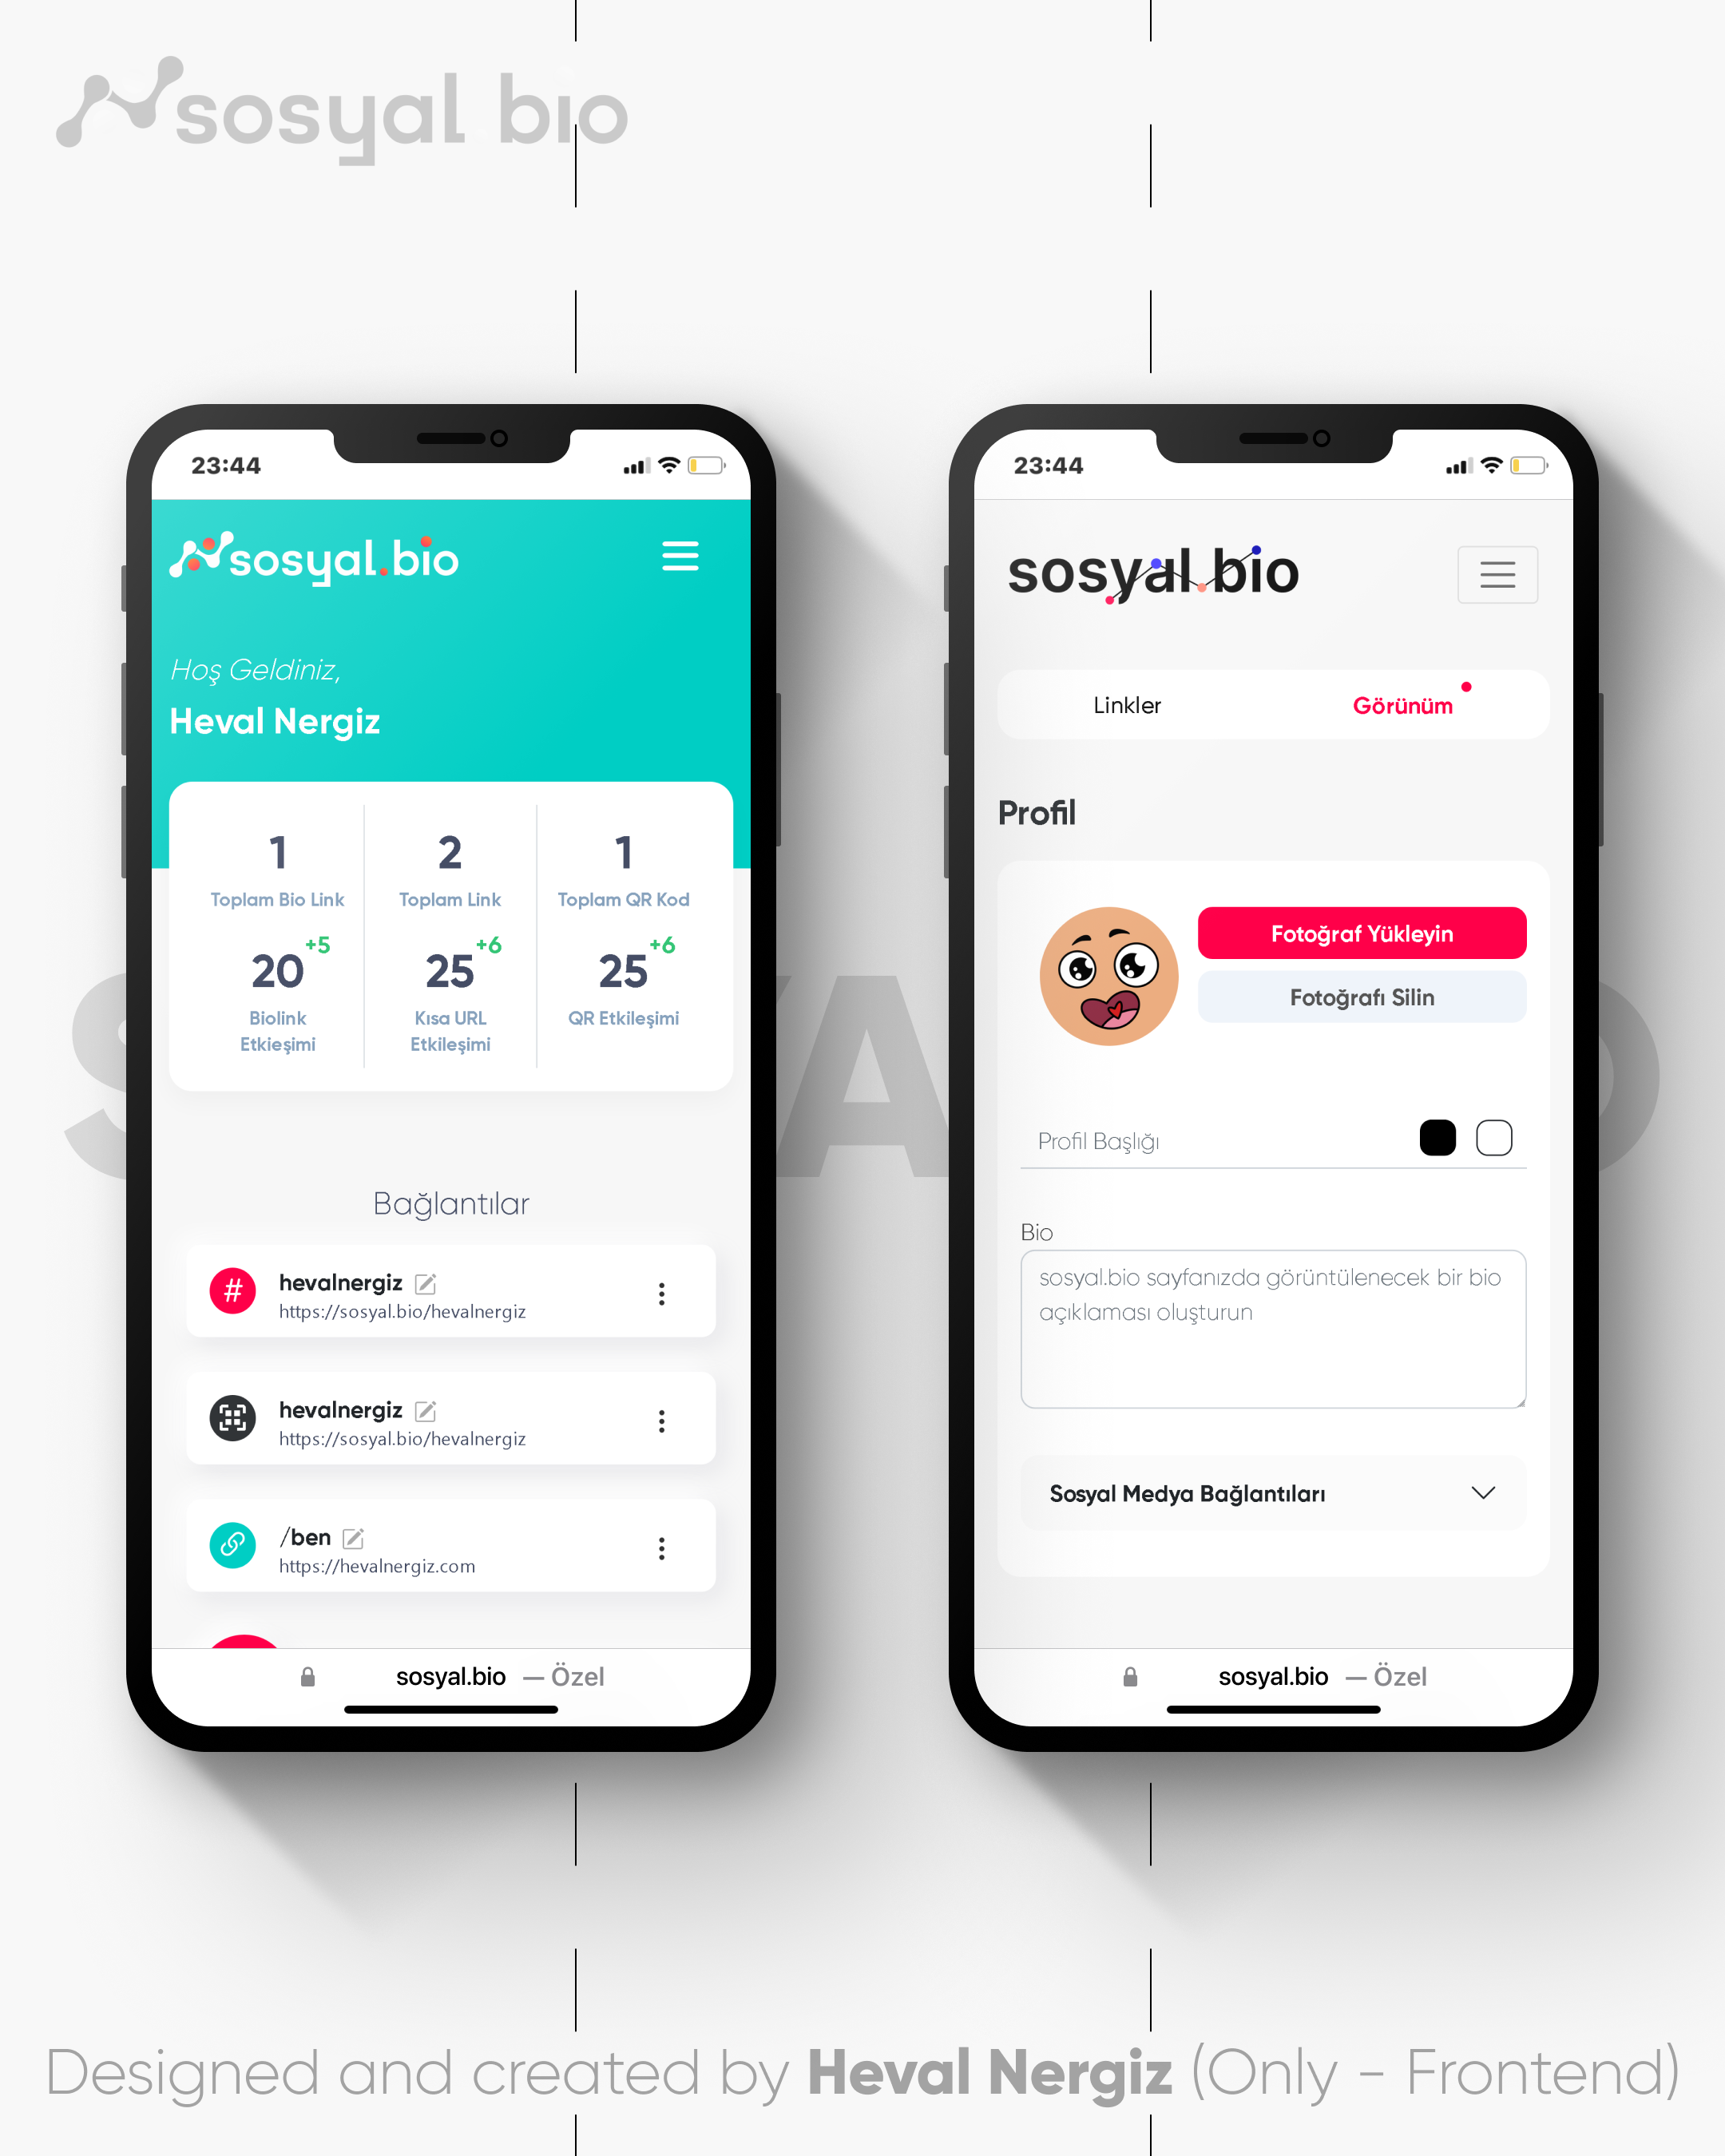 sosyal bio
23:44
sosyal.bio
Hoş Geldiniz,
Heval Nergiz
1
Toplam Bio Link
2
Toplam Link
1
Toplam QR Kod
20 +5
Biolink
Etkieşimi
25 +6
Kısa URL
Etkileşimi
25 +6
QR Etkileşimi
Bağlantılar
#
hevalnergiz
https://sosyal.bio/hevalnergiz
hevalnergiz
https://sosyal.bio/hevalnergiz
/ben
https://hevalnergiz.com
sosyal.bio — Özel
23:44
sosyal.bio
Linkler
Görünüm
Profil
Fotoğraf Yükleyin
Fotoğrafı Silin
Profil Başlığı
Bio
sosyal.bio sayfanızda görüntülenecek bir bio
açıklaması oluşturun
Sosyal Medya Bağlantıları
sosyal.bio — Özel
Designed and created by Heval Nergiz (Only - Frontend)